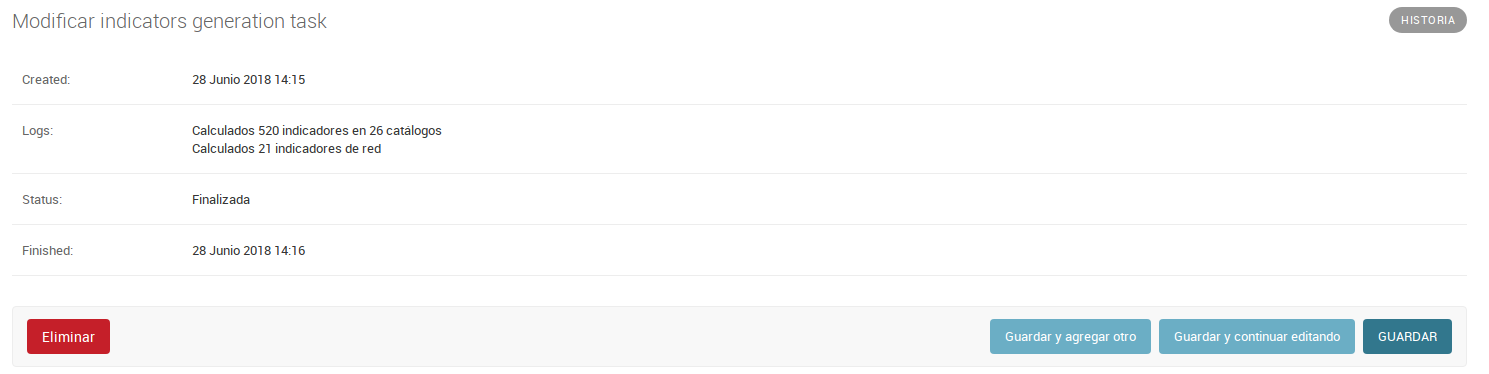 Modificar indicators generation task
HISTORIA
Created: 28 Junio 2018 14:15
Logs: Calculados 520 indicadores en 26 catálogos
Calculados 21 indicadores de red
Status: Finalizada
Finished: 28 Junio 2018 14:16
Eliminar
Guardar y agregar otro
Guardar y continuar editando
GUARDAR